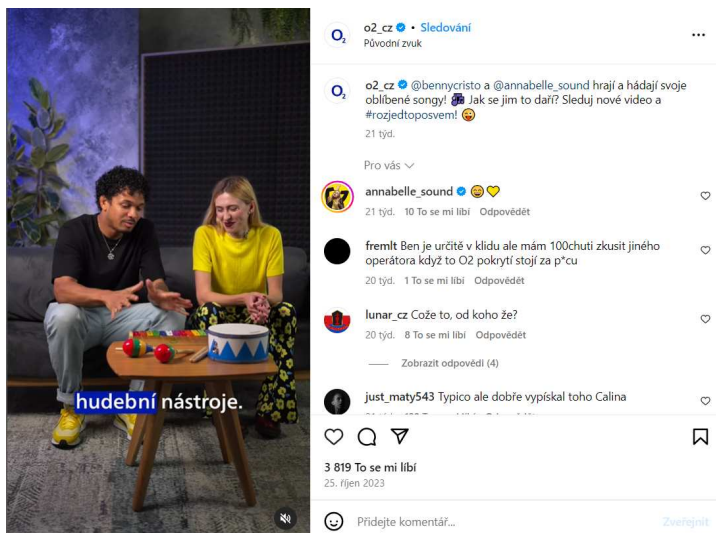 hudební nástroje.
O2
o2_cz • Sledování
Původní zvuk
O2
o2_cz @bennycristo a @annabelle_sound hrají a hádají svoje
oblíbené songy! Jak se jim to daří? Sleduj nové video a
#rozjedtoposvem!
21 týd.
Pro vás
annabelle_sound
21 týd. 10 To se mi líbí Odpovědět
fremlt Ben je určitě v klidu ale mám 100chuti zkusit jiného
operátora když to O2 pokrytí stojí za p*cu
20 týd. 1 To se mi líbí Odpovědět
lunar_cz Cože to, od koho že?
20 týd. 8 To se mi líbí Odpovědět
Zobrazit odpovědi (4)
just_maty543 Typico ale dobře vypískal toho Calina
3 819 To se mi líbí
25. říjen 2023
Přidejte komentář...
Zveřejnit